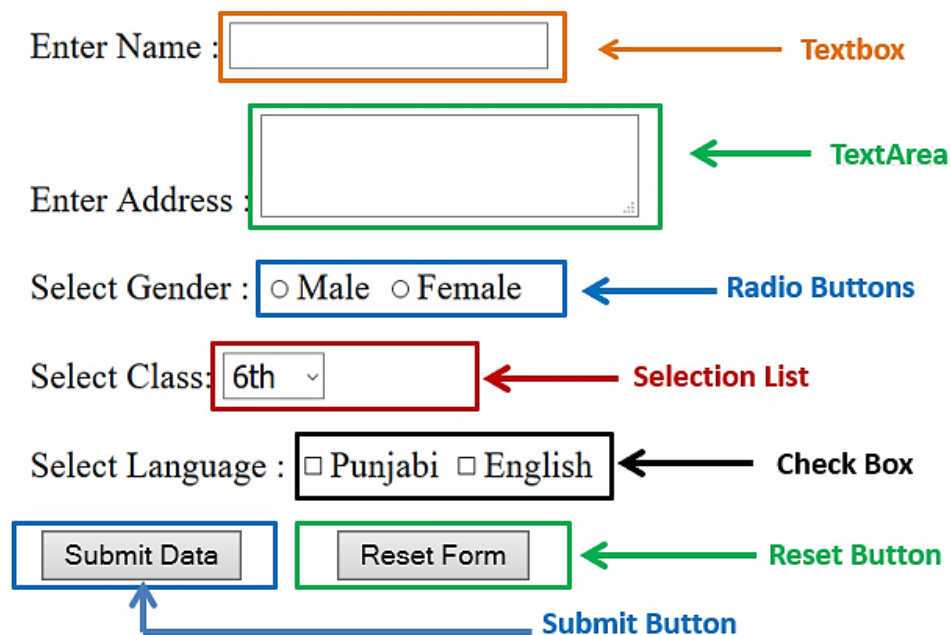 Enter Name : Textbox
TextArea
Enter Address :
Select Gender : Male Female Radio Buttons
Select Class: 6th Selection List
Select Language : Punjabi English Check Box
Submit Data Reset Form Reset Button
Submit Button